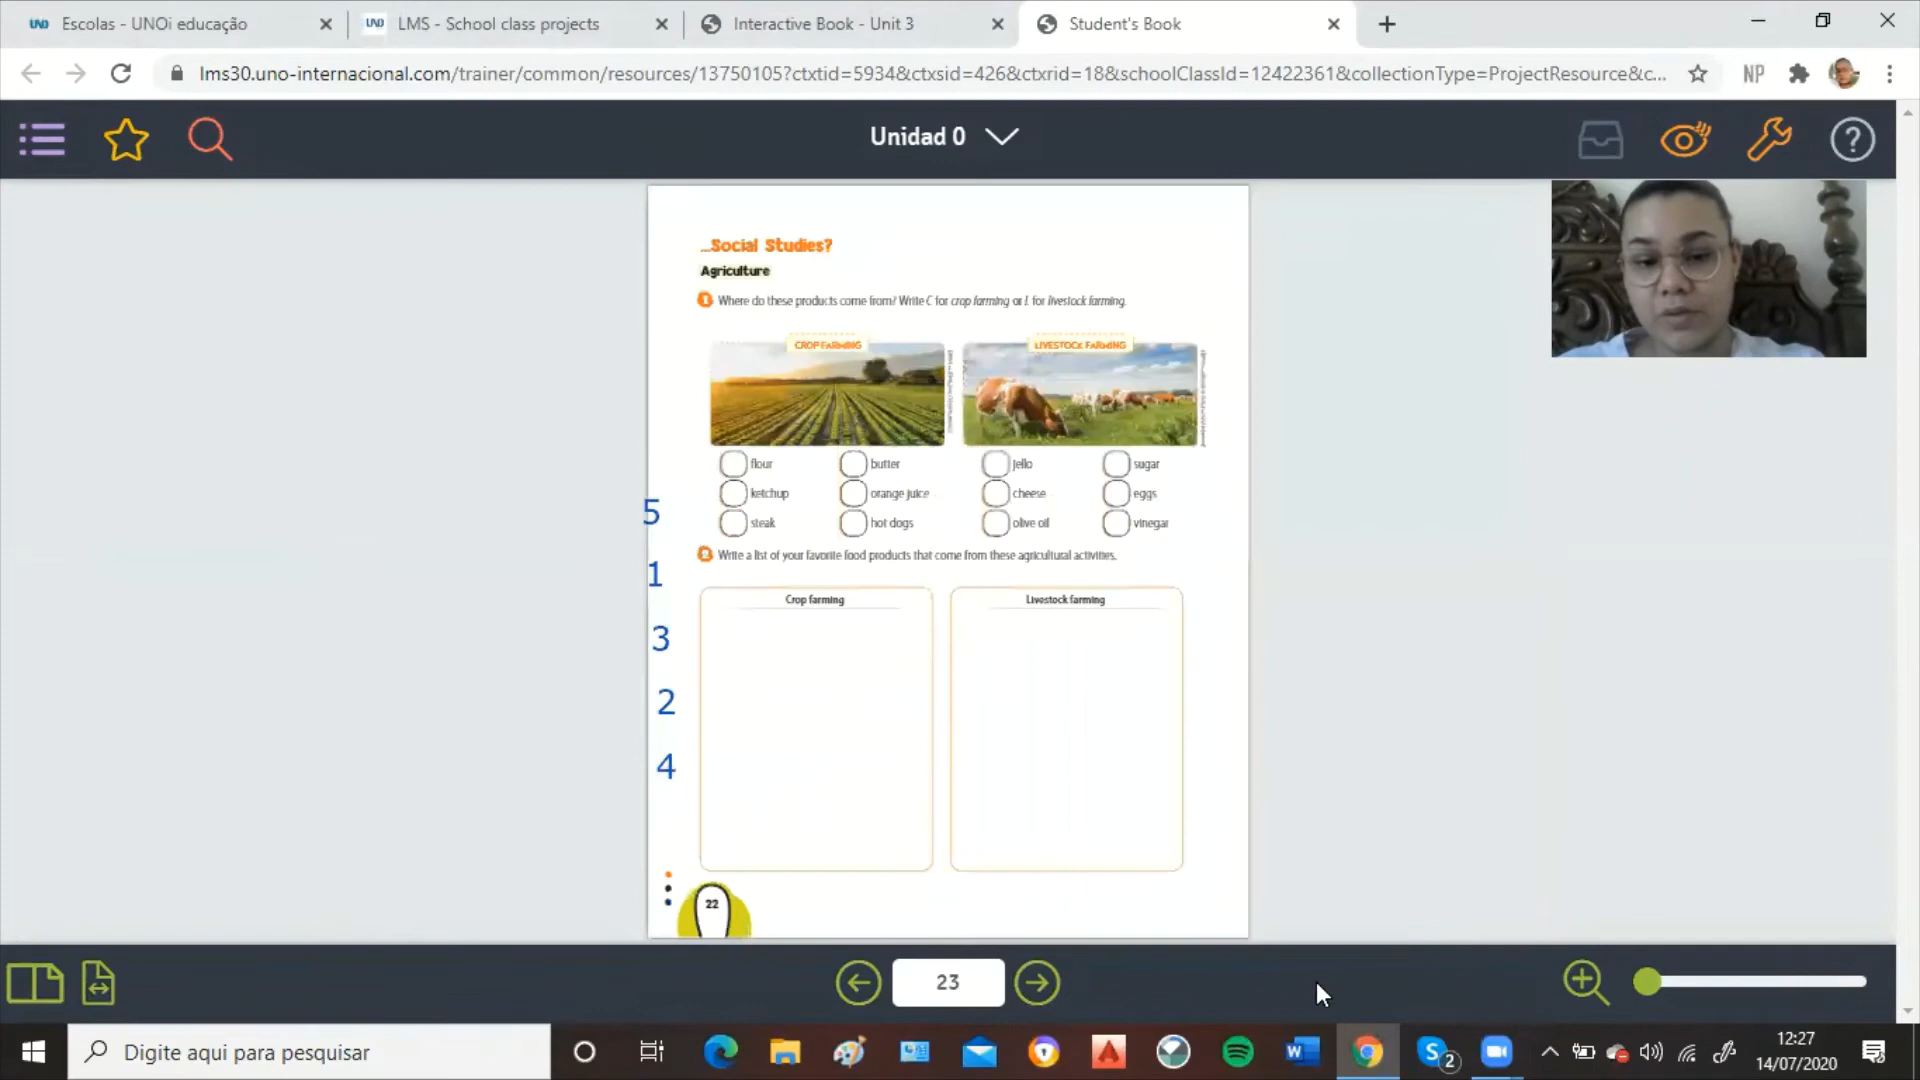 Escolas - UNOi educação
UNO LMS - School class projects
Interactive Book - Unit 3
Student's Book
lms30.uno-internacional.com/trainer/common/resources/13750105?ctxtid=5934&ctxsid=426&ctxrid=18&schoolClassId=12422361&collectionType=ProjectResource&c...
NP
Unidad 0
...Social Studies?
Agriculture
1 Where do these products come from? Write C for crop farming or L for livestock farming.
CROP FARMING
LIVESTOCK FARMING
flour butter Jello sugar
ketchup orange juice cheese eggs
steak hot dogs olive oil vinegar
2 Write a list of your favorite food products that come from these agricultural activities.
Crop farming
Livestock farming
5
1
3
2
4
22
23
Digite aqui para pesquisar
2
12:27
14/07/2020